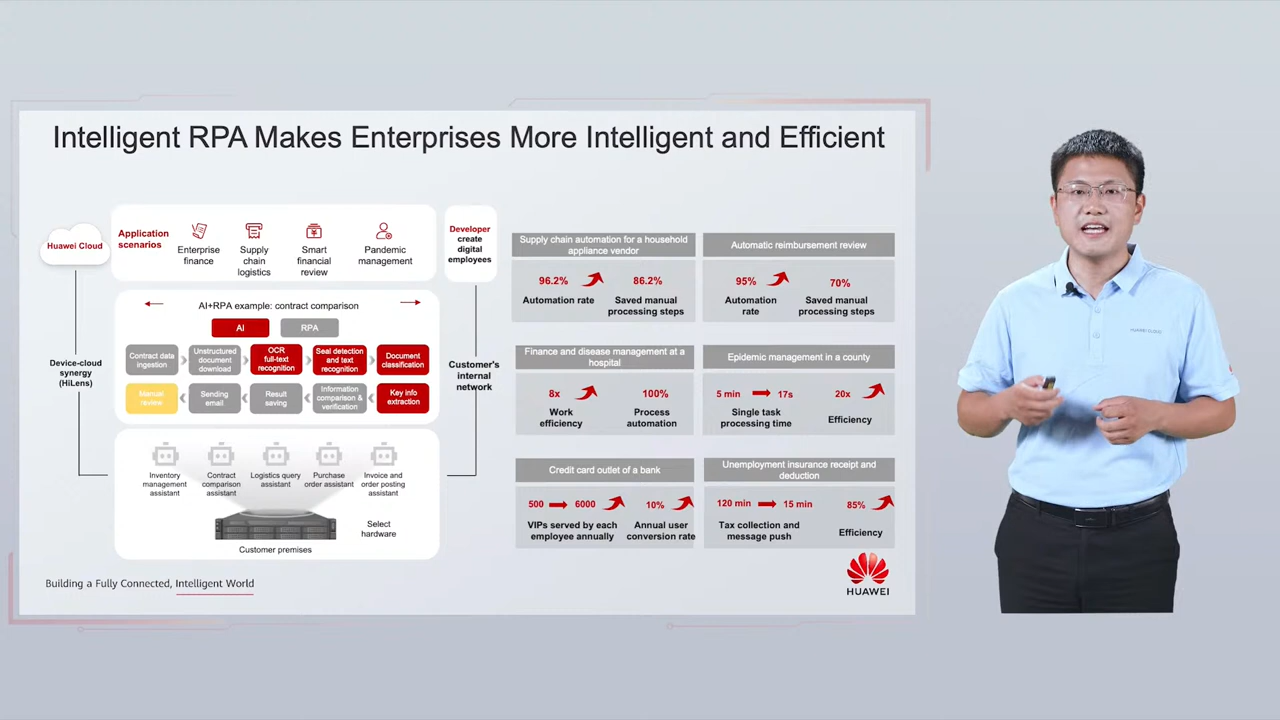 Intelligent RPA Makes Enterprises More Intelligent and Efficient
Huawei Cloud
Application
scenarios
Enterprise
finance
Supply
chain
logistics
Smart
financial
review
Pandemic
management
Developer
create
digital
employees
AI+RPA example: contract comparison
AI
RPA
Contract data
ingestion
Unstructured
document
download
OCR
full-text
recognition
Seal detection
and text
recognition
Document
classification
Manual
review
Sending
email
Result
saving
Information
comparison &
verification
Key info
extraction
Device-cloud
synergy
(HiLens)
Customer's
internal
network
Inventory
management
assistant
Contract
comparison
assistant
Logistics query
assistant
Purchase
order assistant
Invoice and
order posting
assistant
Select
hardware
Customer premises
Supply chain automation for a household
appliance vendor
96.2%
86.2%
Automation rate
Saved manual
processing steps
Automatic reimbursement review
95%
70%
Automation
rate
Saved manual
processing steps
Finance and disease management at a
hospital
8x
100%
Work
efficiency
Process
automation
Epidemic management in a county
5 min
17s
20x
Single task
processing time
Efficiency
Credit card outlet of a bank
500
6000
10%
VIPs served by each
employee annually
Annual user
conversion rate
Unemployment insurance receipt and
deduction
120 min
15 min
85%
Tax collection and
message push
Efficiency
Building a Fully Connected, Intelligent World
HUAWEI
HUAWEI CLOUD